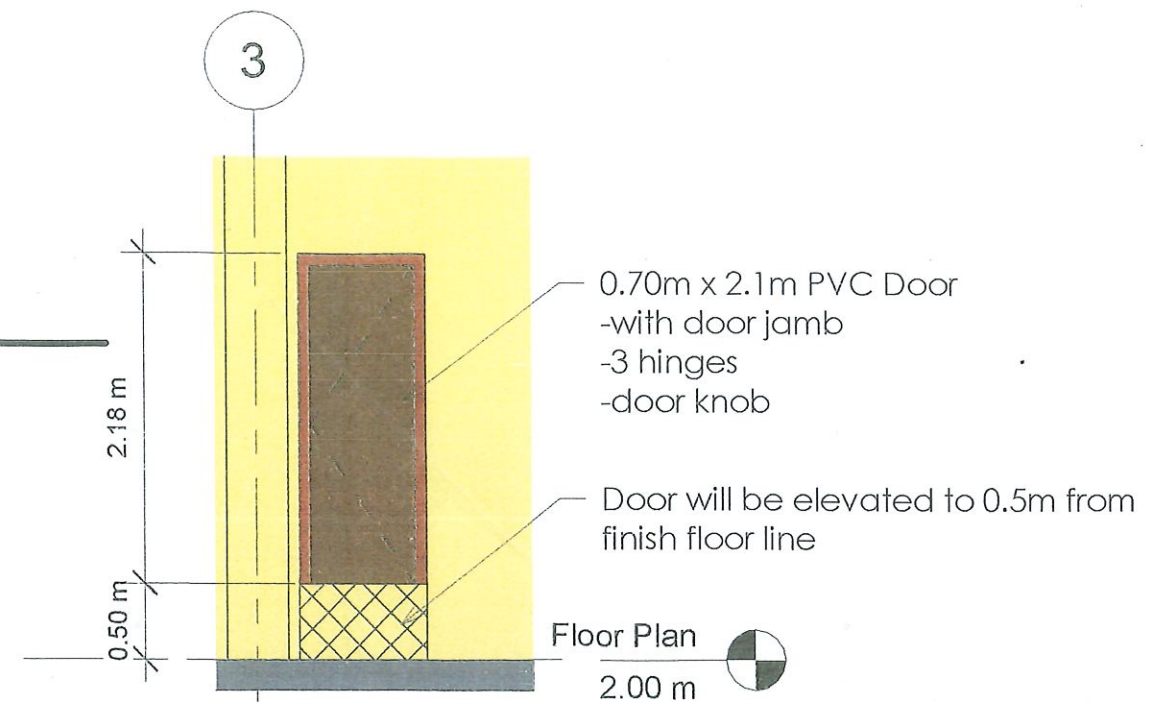 3
2.18 m
0.50 m
0.70m x 2.1m PVC Door
-with door jamb
-3 hinges
-door knob
Door will be elevated to 0.5m from
finish floor line
Floor Plan
2.00 m